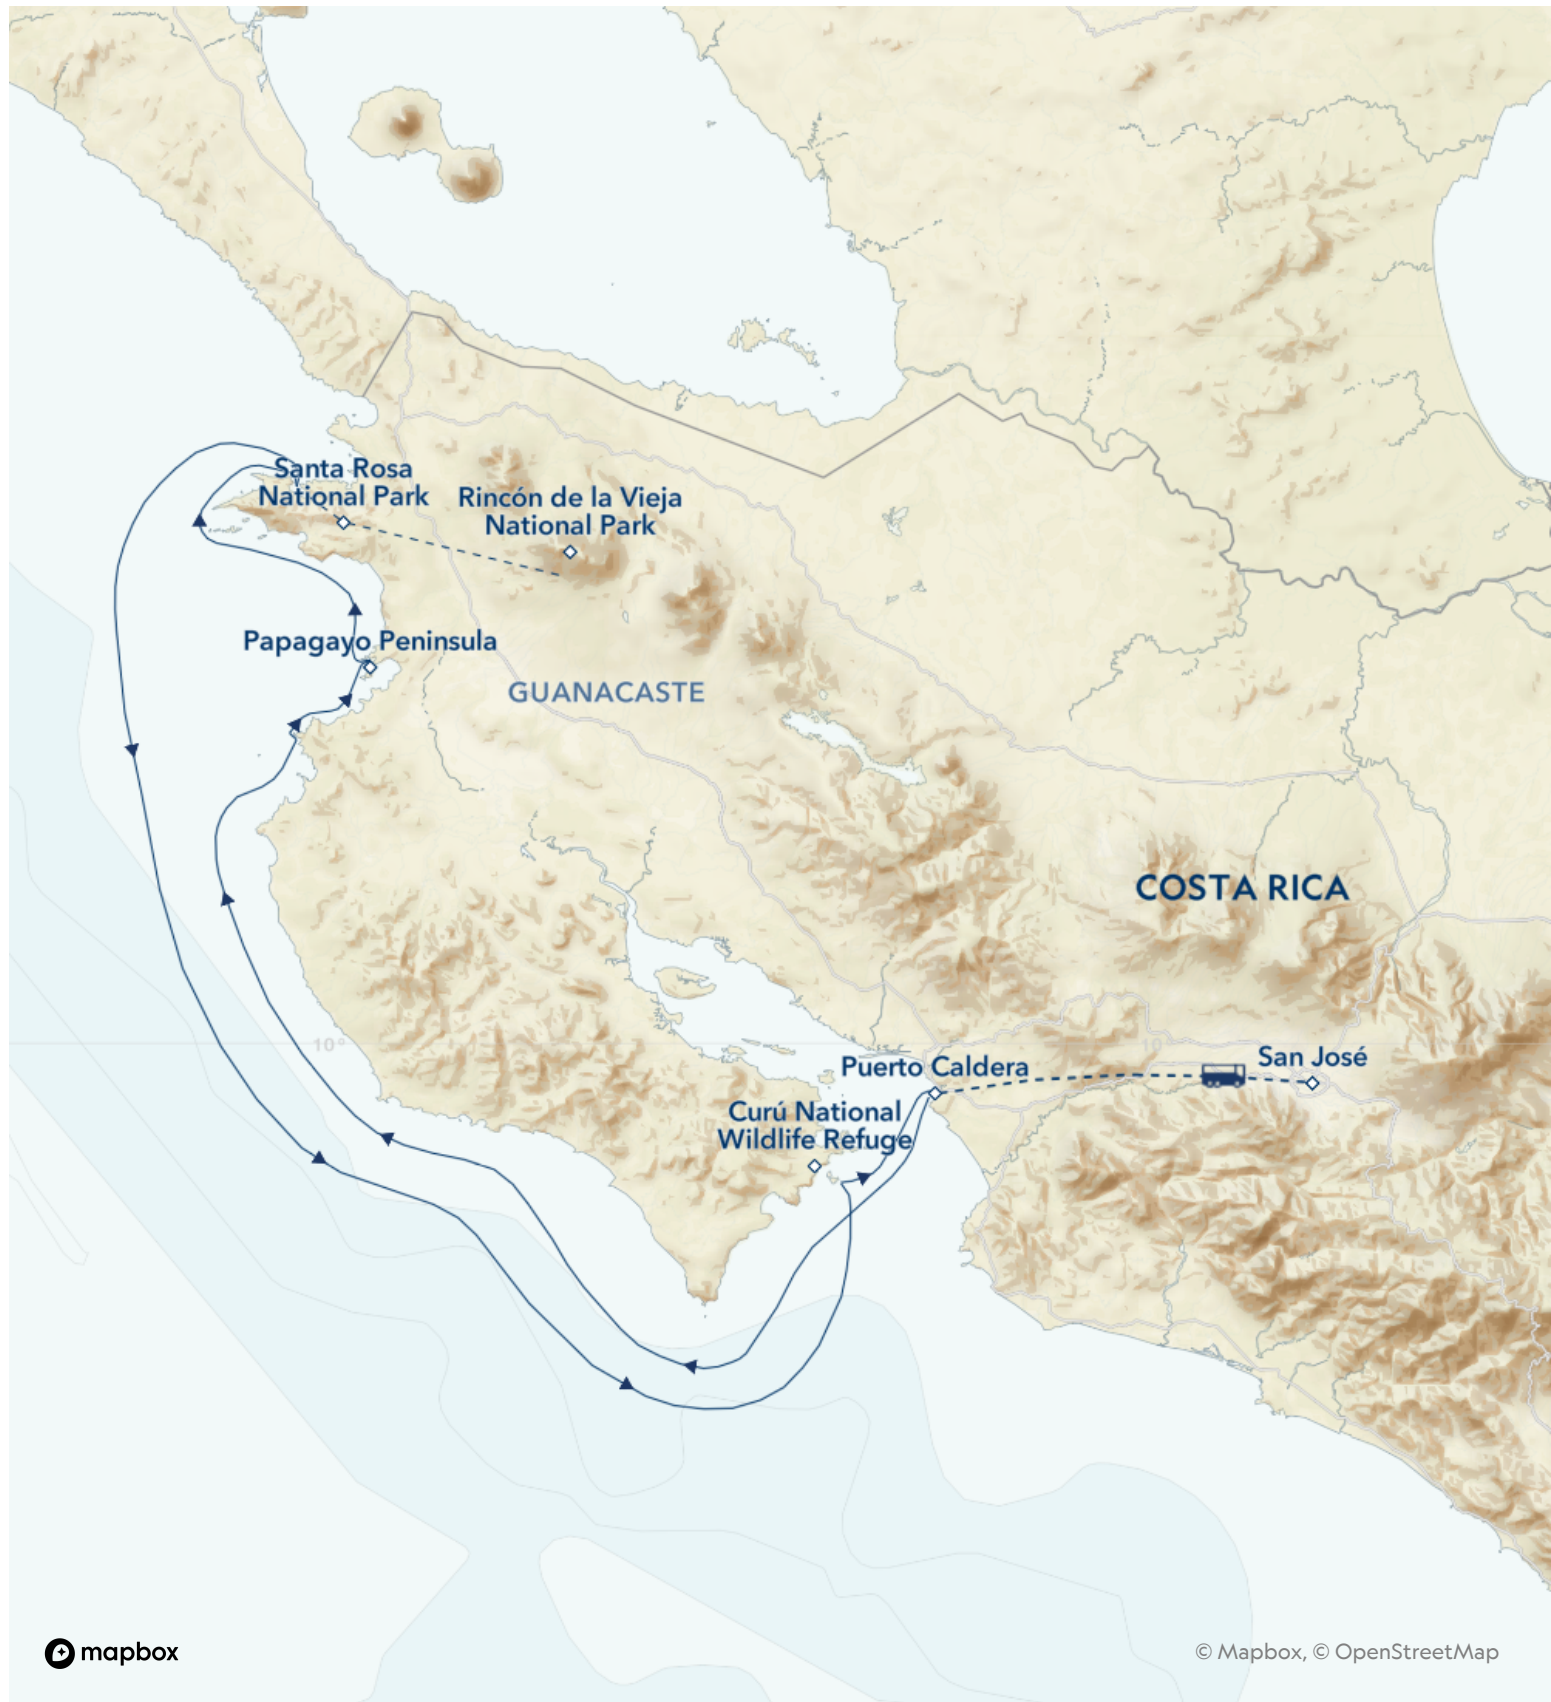 Santa Rosa
National Park
Rincón de la Vieja
National Park
Papagayo Peninsula
GUANACASTE
COSTA RICA
10°
10
San José
Puerto Caldera
Curú National
Wildlife Refuge
mapbox
© Mapbox, © OpenStreetMap